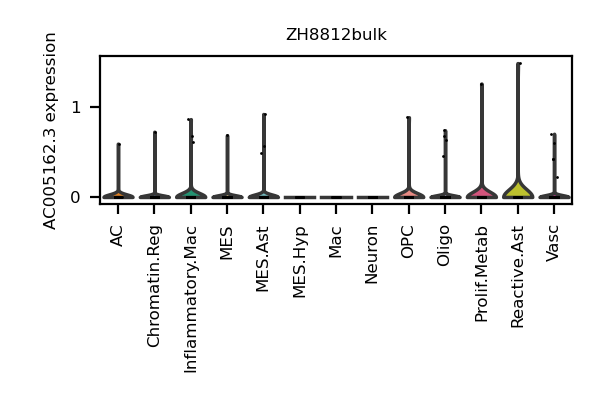 ZH8812bulk
AC005162.3 expression
1
0
AC
Chromatin.Reg
Inflammatory.Mac
MES
MES.Ast
MES.Hyp
Mac
Neuron
OPC
Oligo
Prolif.Metab
Reactive.Ast
Vasc